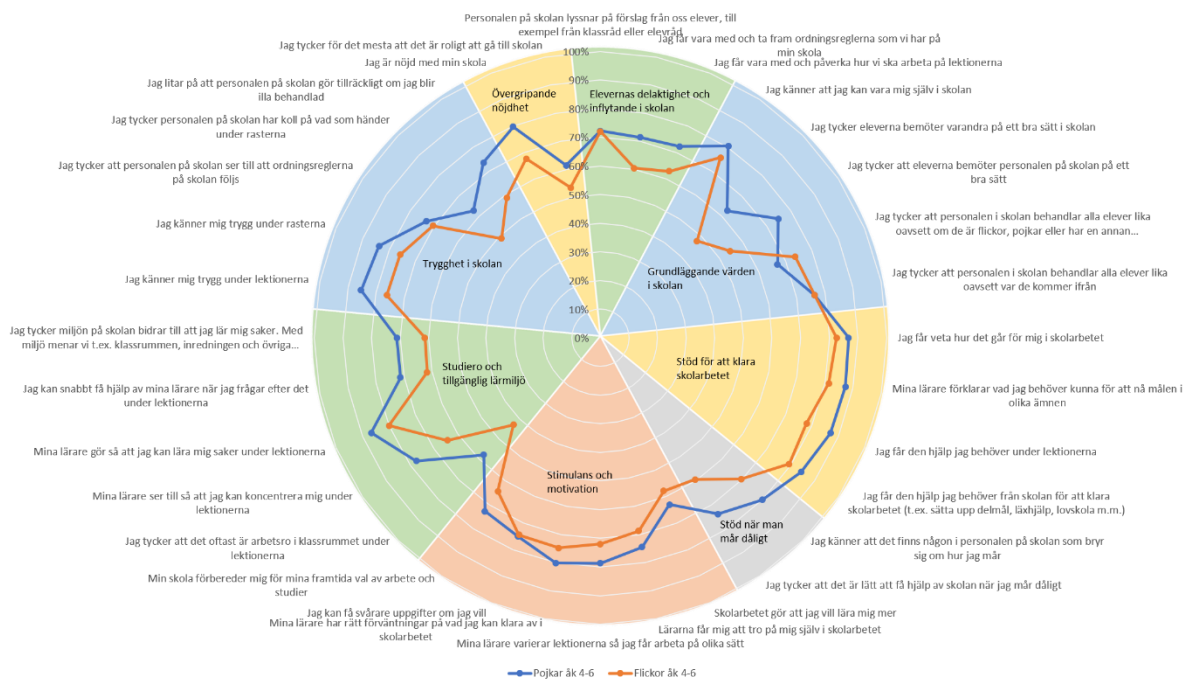 Personalen på skolan lyssnar på förslag från oss elever, till
exempel från klassråd eller elevråd
Jag får vara med och ta fram ordningsreglerna som vi har på
min skola
Jag får vara med och påverka hur vi ska arbeta på lektionerna
Jag känner att jag kan vara mig själv i skolan
Jag tycker eleverna bemöter varandra på ett bra sätt i skolan
Jag tycker att eleverna bemöter personalen på skolan på ett
bra sätt
Jag tycker att personalen i skolan behandlar alla elever lika
oavsett om de är flickor, pojkar eller har en annan...
Jag tycker att personalen i skolan behandlar alla elever lika
oavsett var de kommer ifrån
Jag får veta hur det går för mig i skolarbetet
Mina lärare förklarar vad jag behöver kunna för att nå målen i
olika ämnen
Jag får den hjälp jag behöver under lektionerna
Jag får den hjälp jag behöver från skolan för att klara
skolarbetet (t.ex. sätta upp delmål, läxhjälp, lovskola m.m.)
Jag känner att det finns någon i personalen på skolan som bryr
sig om hur jag mår
Jag tycker att det är lätt att få hjälp av skolan när jag mår dåligt
Skolarbetet gör att jag vill lära mig mer
Lärarna får mig att tro på mig själv i skolarbetet
Mina lärare varierar lektionerna så jag får arbeta på olika sätt
Mina lärare har rätt förväntningar på vad jag kan klara av i
skolarbetet
Jag kan få svårare uppgifter om jag vill
Min skola förbereder mig för mina framtida val av arbete och
studier
Jag tycker att det oftast är arbetsro i klassrummet under
lektionerna
Mina lärare ser till så att jag kan koncentrera mig under
lektionerna
Mina lärare gör så att jag kan lära mig saker under lektionerna
Jag kan snabbt få hjälp av mina lärare när jag frågar efter det
under lektionerna
Jag tycker miljön på skolan bidrar till att jag lär mig saker. Med
miljö menar vi t.ex. klassrummen, inredningen och övriga...
Jag känner mig trygg under lektionerna
Jag känner mig trygg under rasterna
Jag tycker att personalen på skolan ser till att ordningsreglerna
på skolan följs
Jag tycker personalen på skolan har koll på vad som händer
under rasterna
Jag litar på att personalen på skolan gör tillräckligt om jag blir
illa behandlad
Jag är nöjd med min skola
Jag tycker för det mesta att det är roligt att gå till skolan
100%
90%
80%
70%
60%
50%
40%
30%
20%
10%
0%
Övergripande
nöjdhet
Elevernas delaktighet och
inflytande i skolan
Grundläggande värden
i skolan
Stöd för att klara
skolarbetet
Stöd när man
mår dåligt
Stimulans och
motivation
Studiero och
tillgänglig lärmiljö
Trygghet i skolan
Pojkar åk 4-6
Flickor åk 4-6